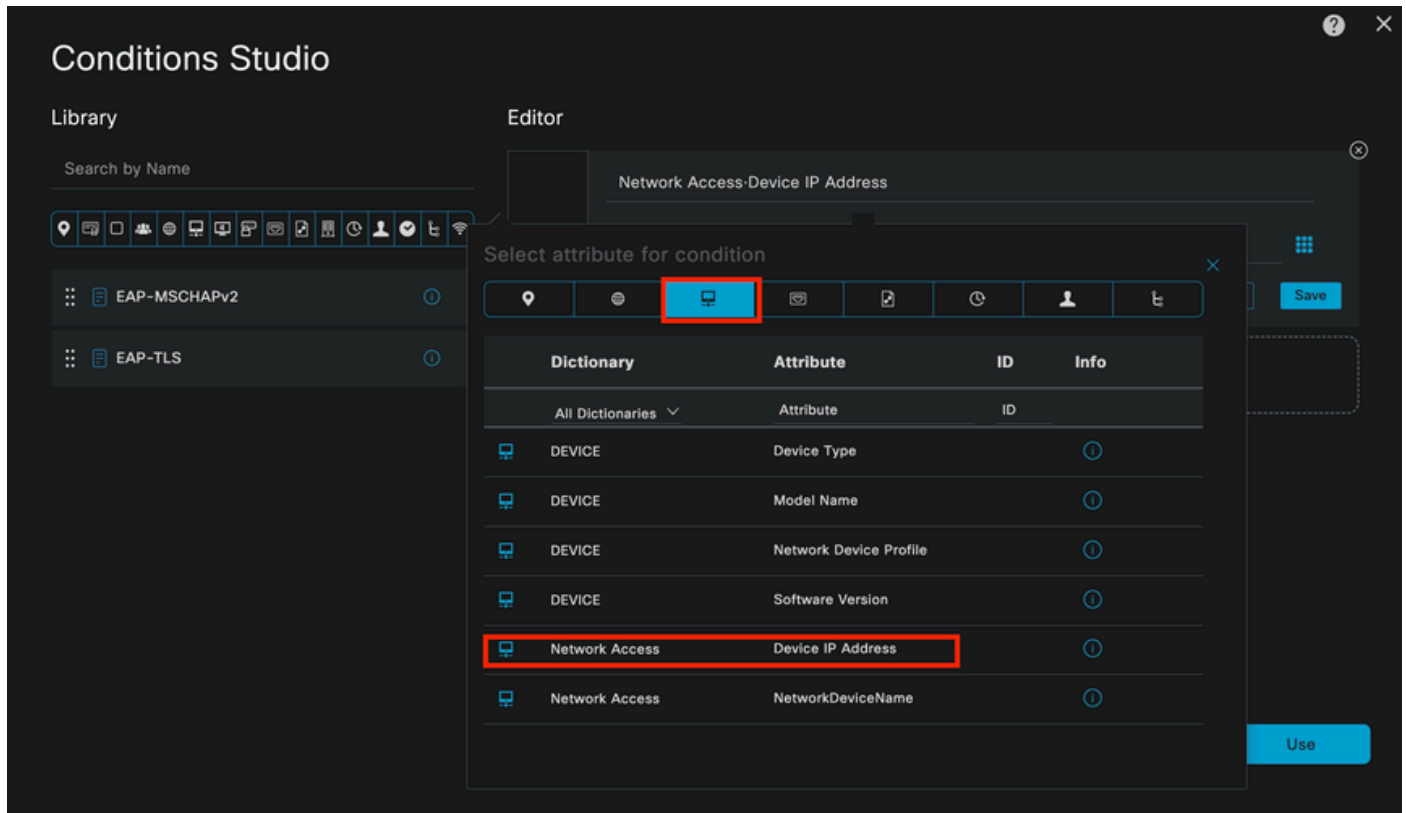 Conditions Studio
Library
Search by Name
EAP-MSCHAPv2
EAP-TLS
Editor
Network Access·Device IP Address
Select attribute for condition
Save
Dictionary Attribute ID Info
All Dictionaries Attribute ID
DEVICE Device Type
DEVICE Model Name
DEVICE Network Device Profile
DEVICE Software Version
Network Access Device IP Address
Network Access NetworkDeviceName
Use